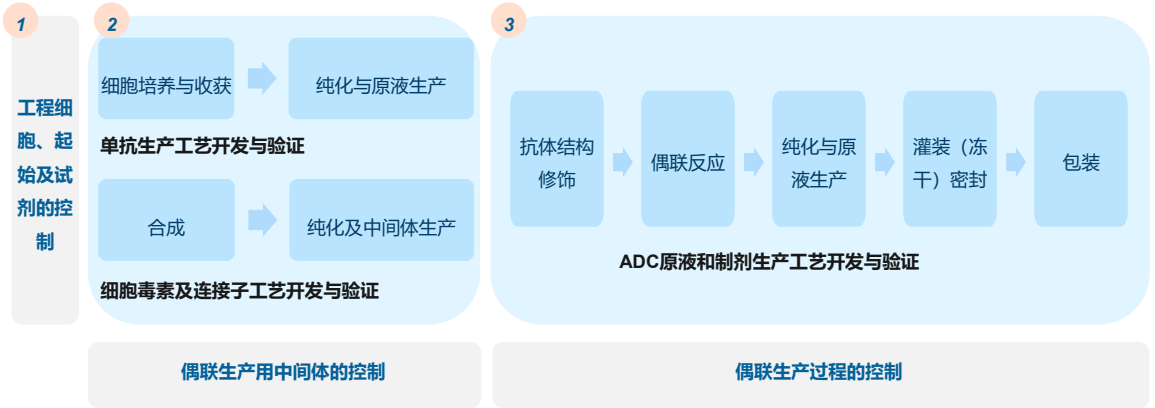 1
工程细
胞、起
始及试
剂的控
制
2
细胞培养与收获
纯化与原液生产
单抗生产工艺开发与验证
合成
纯化及中间体生产
细胞毒素及连接子工艺开发与验证
偶联生产用中间体的控制
3
抗体结构
修饰
偶联反应
纯化与原
液生产
灌装（冻
干）密封
包装
ADC原液和制剂生产工艺开发与验证
偶联生产过程的控制